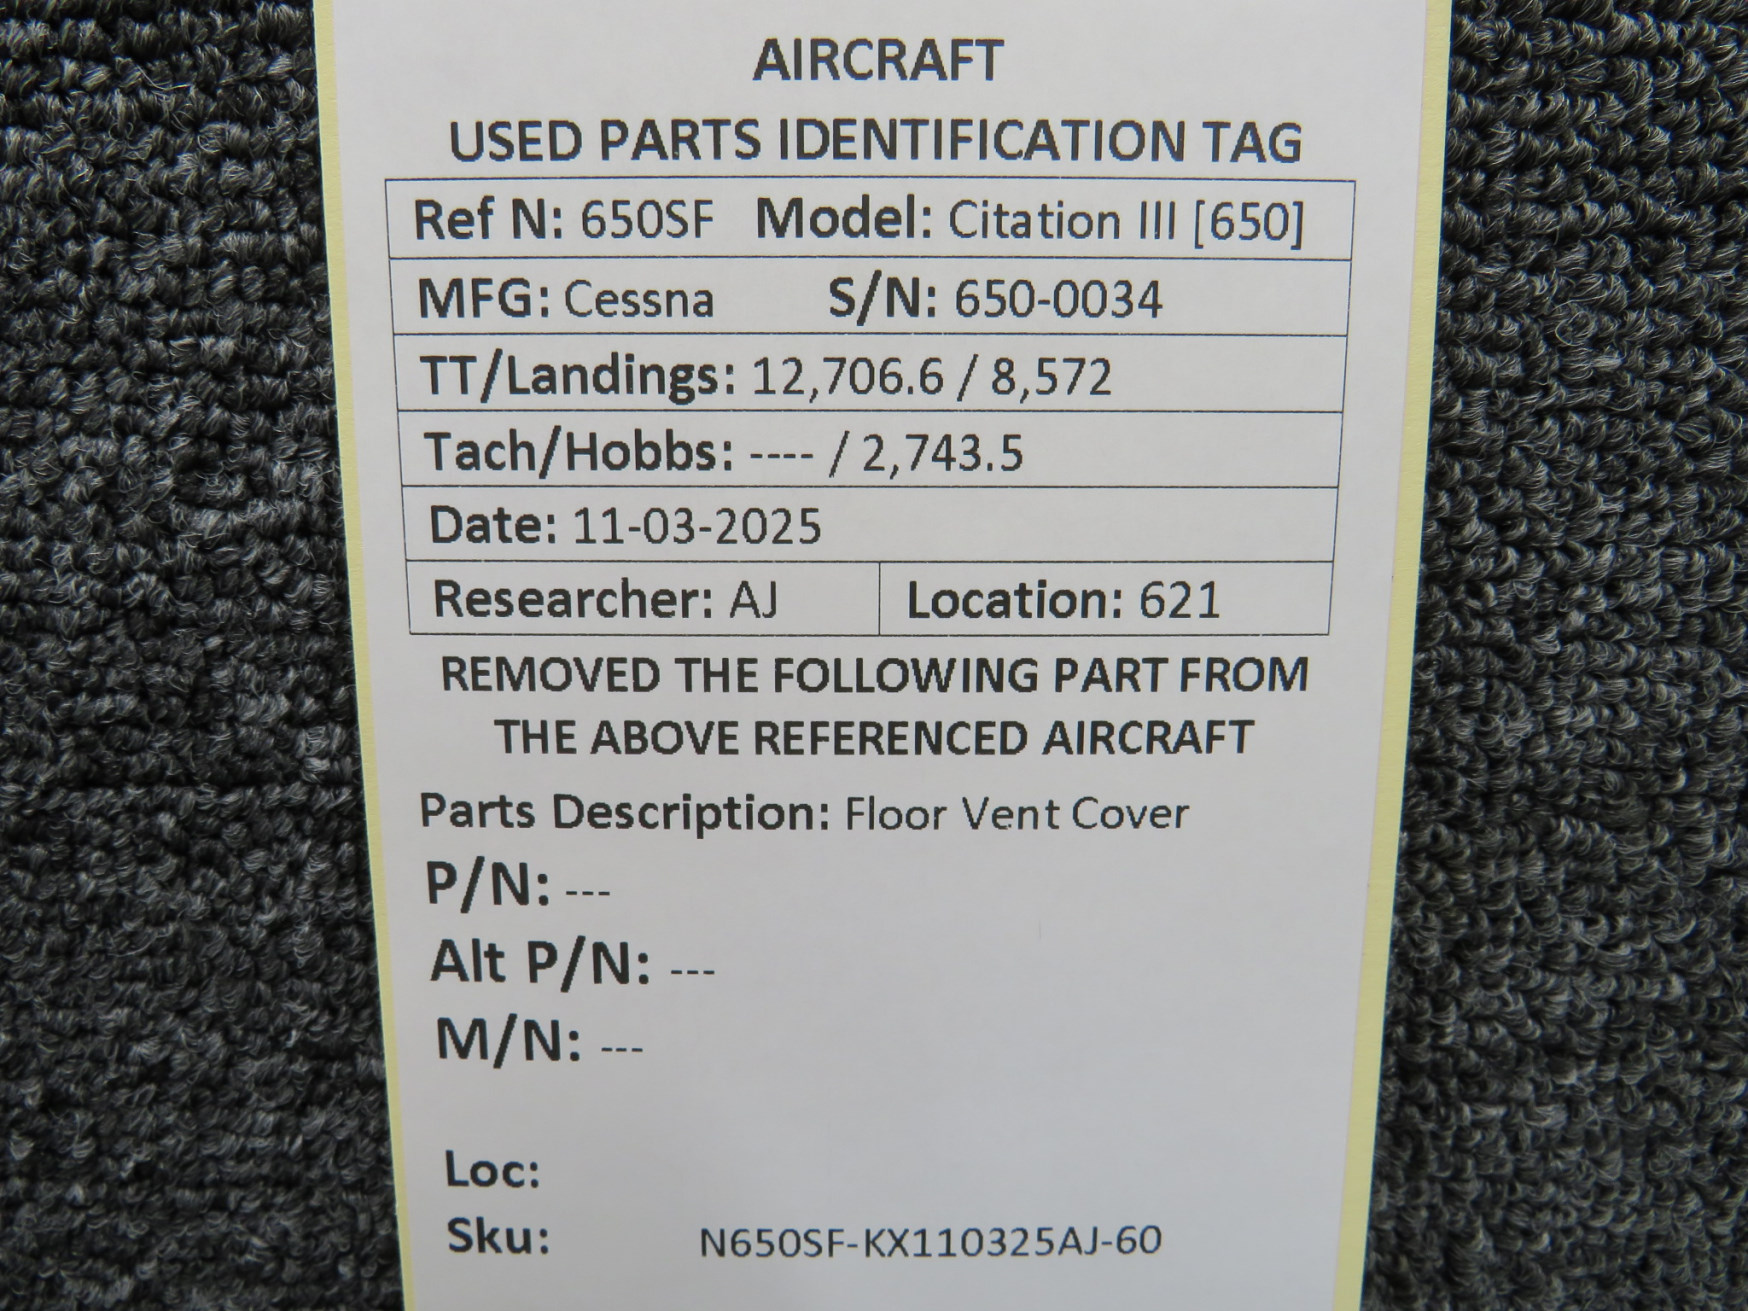 AIRCRAFT
USED PARTS IDENTIFICATION TAG
Ref N: 650SF Model: Citation III [650]
MFG: Cessna S/N: 650-0034
TT/Landings: 12,706.6 / 8,572
Tach/Hobbs: ---- / 2,743.5
Date: 11-03-2025
Researcher: AJ Location: 621
REMOVED THE FOLLOWING PART FROM
THE ABOVE REFERENCED AIRCRAFT
Parts Description: Floor Vent Cover
P/N: ---
Alt P/N: ---
M/N: ---
Loc:
Sku: N650SF-KX110325AJ-60